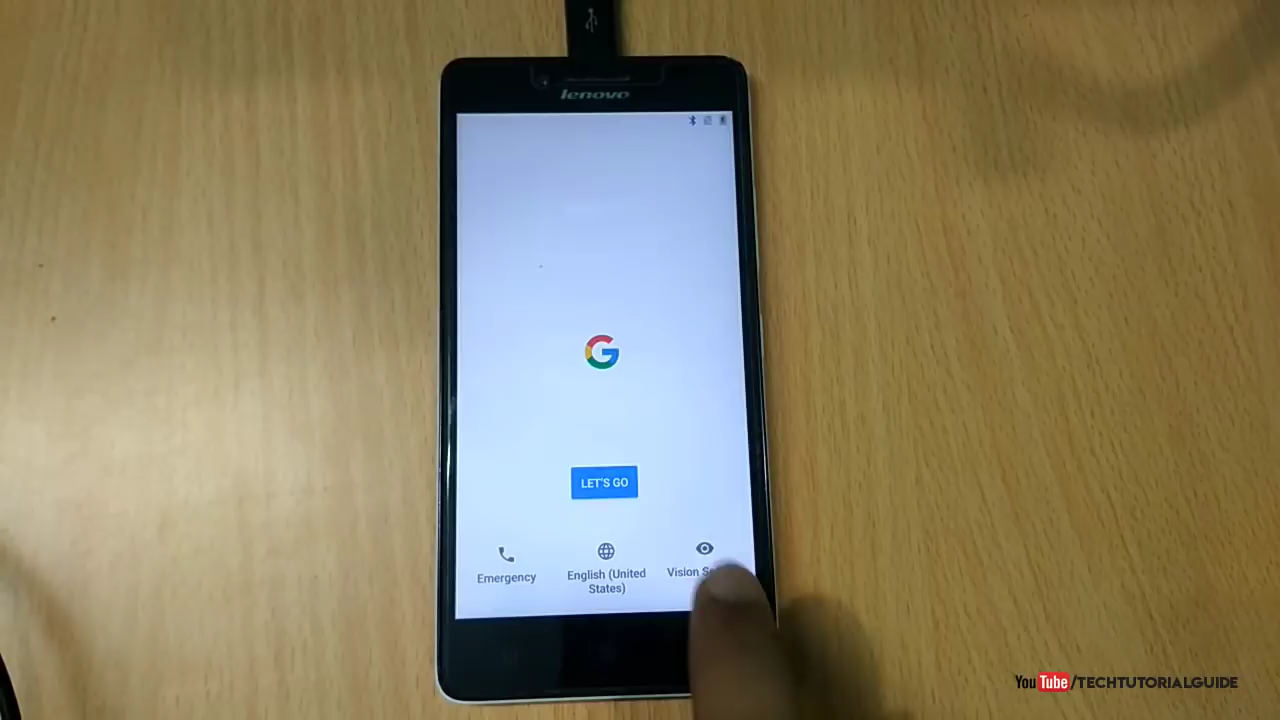 lenovo
LET'S GO
Emergency
English (United
States)
Vision
YouTube/TECHTUTORIALGUIDE